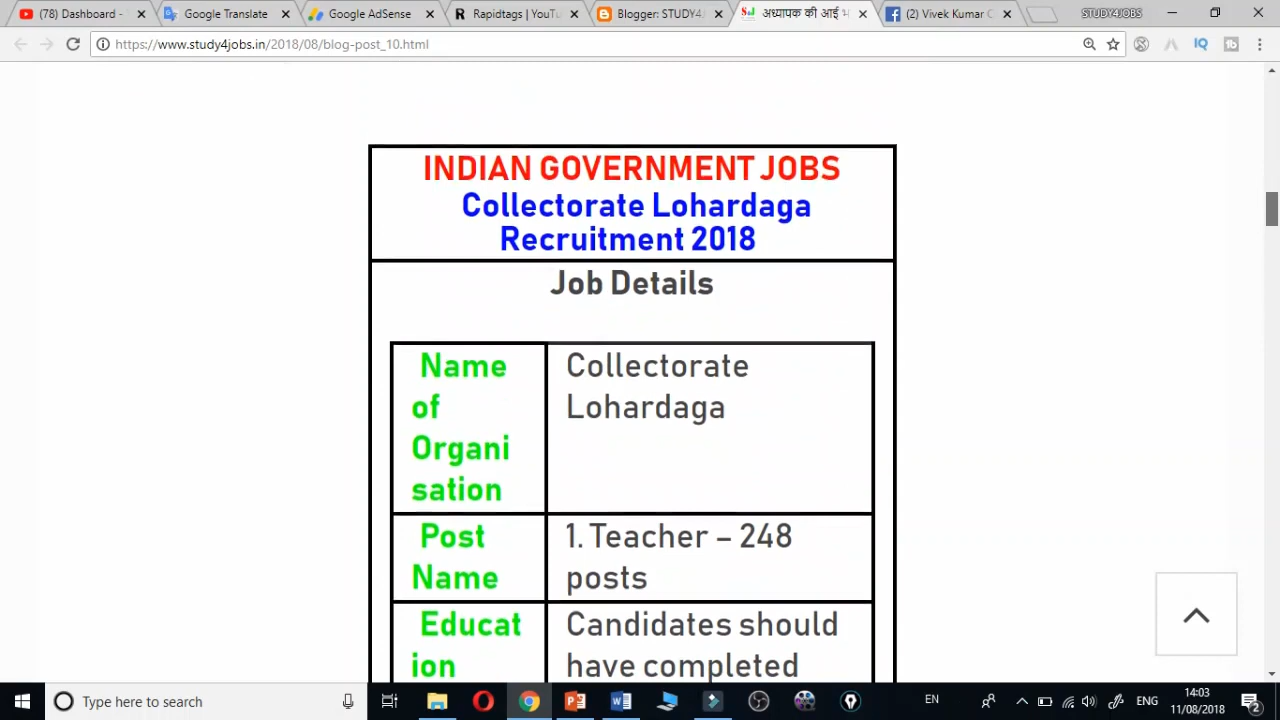 (78) Dashboard -
Google Translate
Google AdSense
Rapidtags | YouTu
Blogger: STUDY4
अध्यापक की आई भ
(2) Vivek Kumar C
STUDY4JOBS
https://www.study4jobs.in/2018/08/blog-post_10.html
INDIAN GOVERNMENT JOBS
Collectorate Lohardaga
Recruitment 2018
Job Details
Name
of
Organi
sation
Collectorate
Lohardaga
Post
Name
1. Teacher – 248
posts
Educat
ion
Candidates should
have completed
Type here to search
EN
ENG
14:03
11/08/2018
2